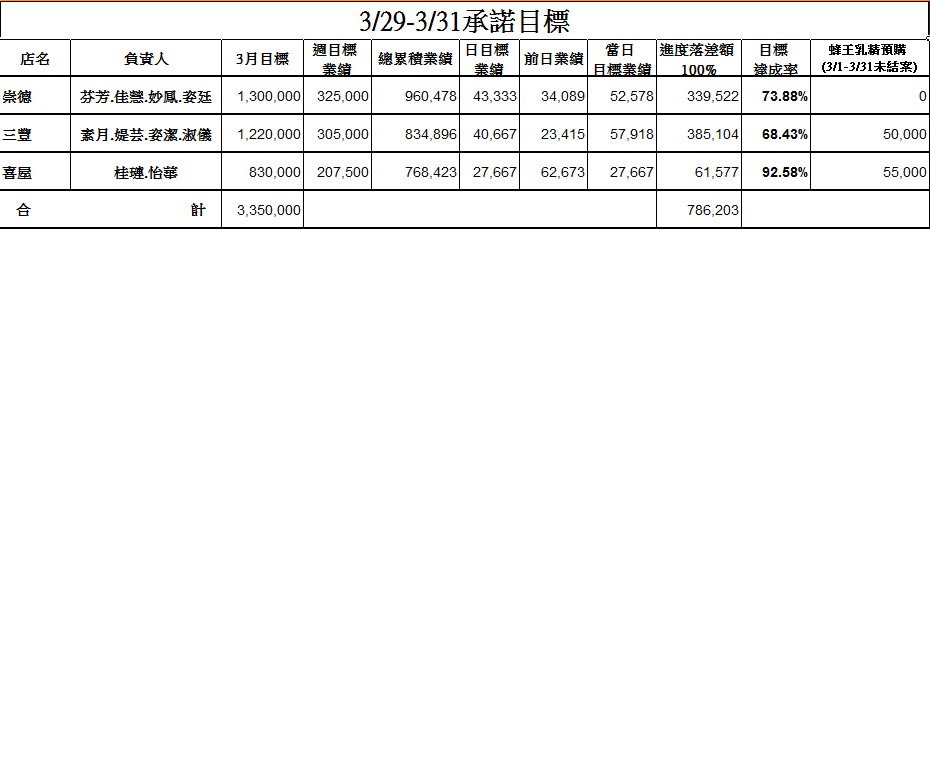 3/29-3/31承諾目標
店名 負責人 3月目標 週目標業績 總累積業績 日目標業績 前日業績 當日目標業績 進度落差額100% 目標達成率 蜂王乳精預購(3/1-3/31未結案)
崇德 芬芳.佳慧.妙鳳.姿廷 1,300,000 325,000 960,478 43,333 34,089 52,578 339,522 73.88% 0
三豐 素月.媞芸.姿潔.淑儀 1,220,000 305,000 834,896 40,667 23,415 57,918 385,104 68.43% 50,000
喜屋 桂璉.怡華 830,000 207,500 768,423 27,667 62,673 27,667 61,577 92.58% 55,000
合計 3,350,000 786,203